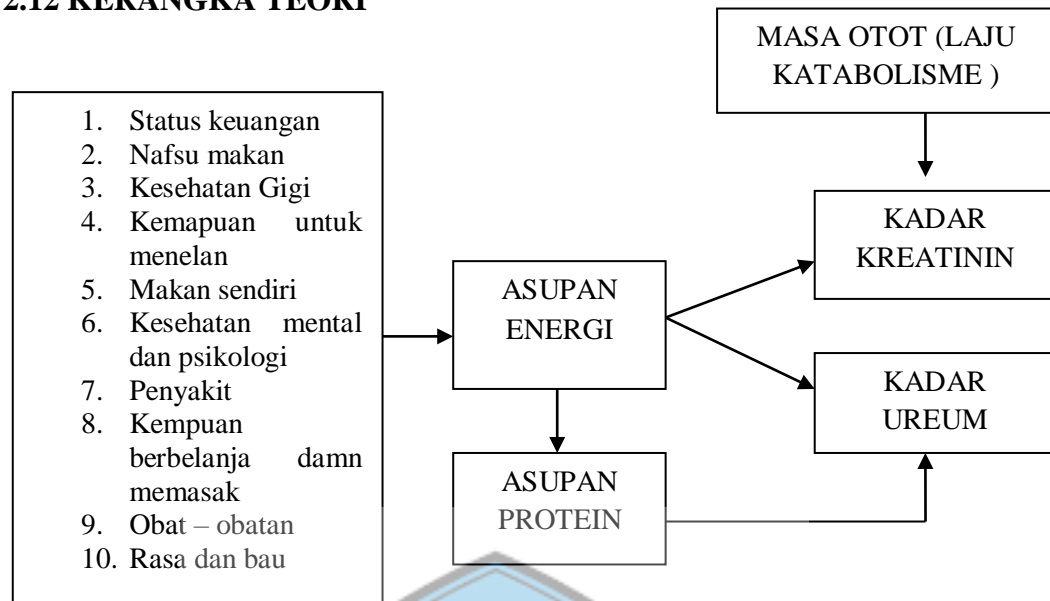 2.12 KERANGKA TEORI
MASA OTOT (LAJU
KATABOLISME )
1. Status keuangan
2. Nafsu makan
3. Kesehatan Gigi
4. Kemapuan untuk
menelan
5. Makan sendiri
6. Kesehatan mental
dan psikologi
7. Penyakit
8. Kempuan
berbelanja damn
memasak
9. Obat – obatan
10. Rasa dan bau
ASUPAN
ENERGI
ASUPAN
PROTEIN
KADAR
KREATININ
KADAR
UREUM